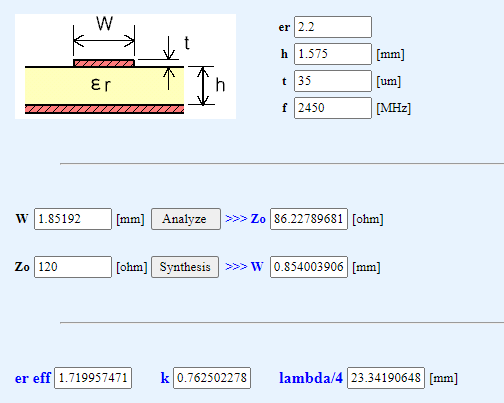 W
t
εr
h
er 2.2
h 1.575 [mm]
t 35 [um]
f 2450 [MHz]
W 1.85192 [mm] Analyze >>> Zo 86.22789681 [ohm]
Zo 120 [ohm] Synthesis >>> W 0.854003906 [mm]
er eff 1.719957471 k 0.762502278 lambda/4 23.34190648 [mm]